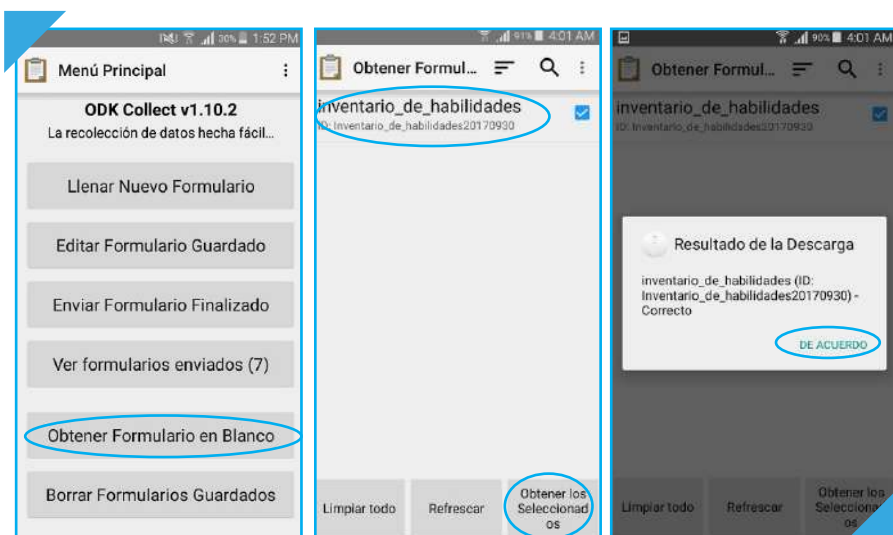 30% 1:52 PM
Menú Principal
ODK Collect v1.10.2
La recolección de datos hecha fácil...
Llenar Nuevo Formulario
Editar Formulario Guardado
Enviar Formulario Finalizado
Ver formularios enviados (7)
Obtener Formulario en Blanco
Borrar Formularios Guardados
91% 4:01 AM
Obtener Formul...
inventario_de_habilidades
ID: Inventario_de_habilidades20170930
Limpiar todo
Refrescar
Obtener los
Seleccionad
os
90% 4:01 AM
Obtener Formul...
inventario_de_habilidades
ID: Inventario_de_habilidades20170930
Resultado de la Descarga
inventario_de_habilidades (ID:
Inventario_de_habilidades20170930) -
Correcto
DE ACUERDO
Limpiar todo
Refrescar
Obtener los
Seleccion
os